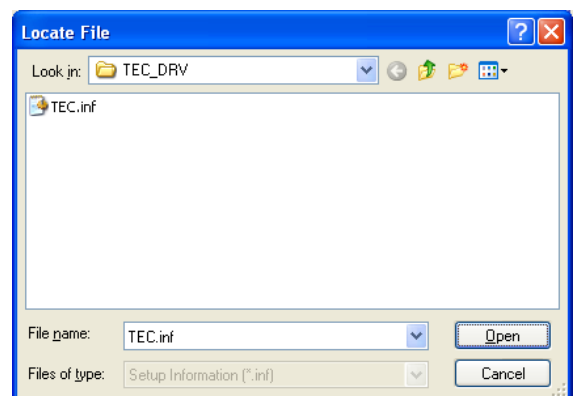 Locate File
Look in: TEC_DRV
TEC.inf
File name: TEC.inf Open
Files of type: Setup Information (*.inf) Cancel